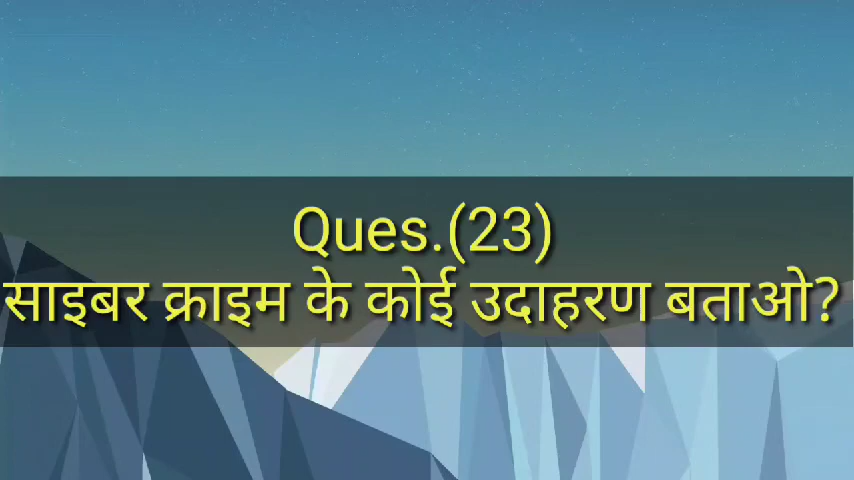 Ques.(23)
साइबर क्राइम के कोई उदाहरण बताओ?